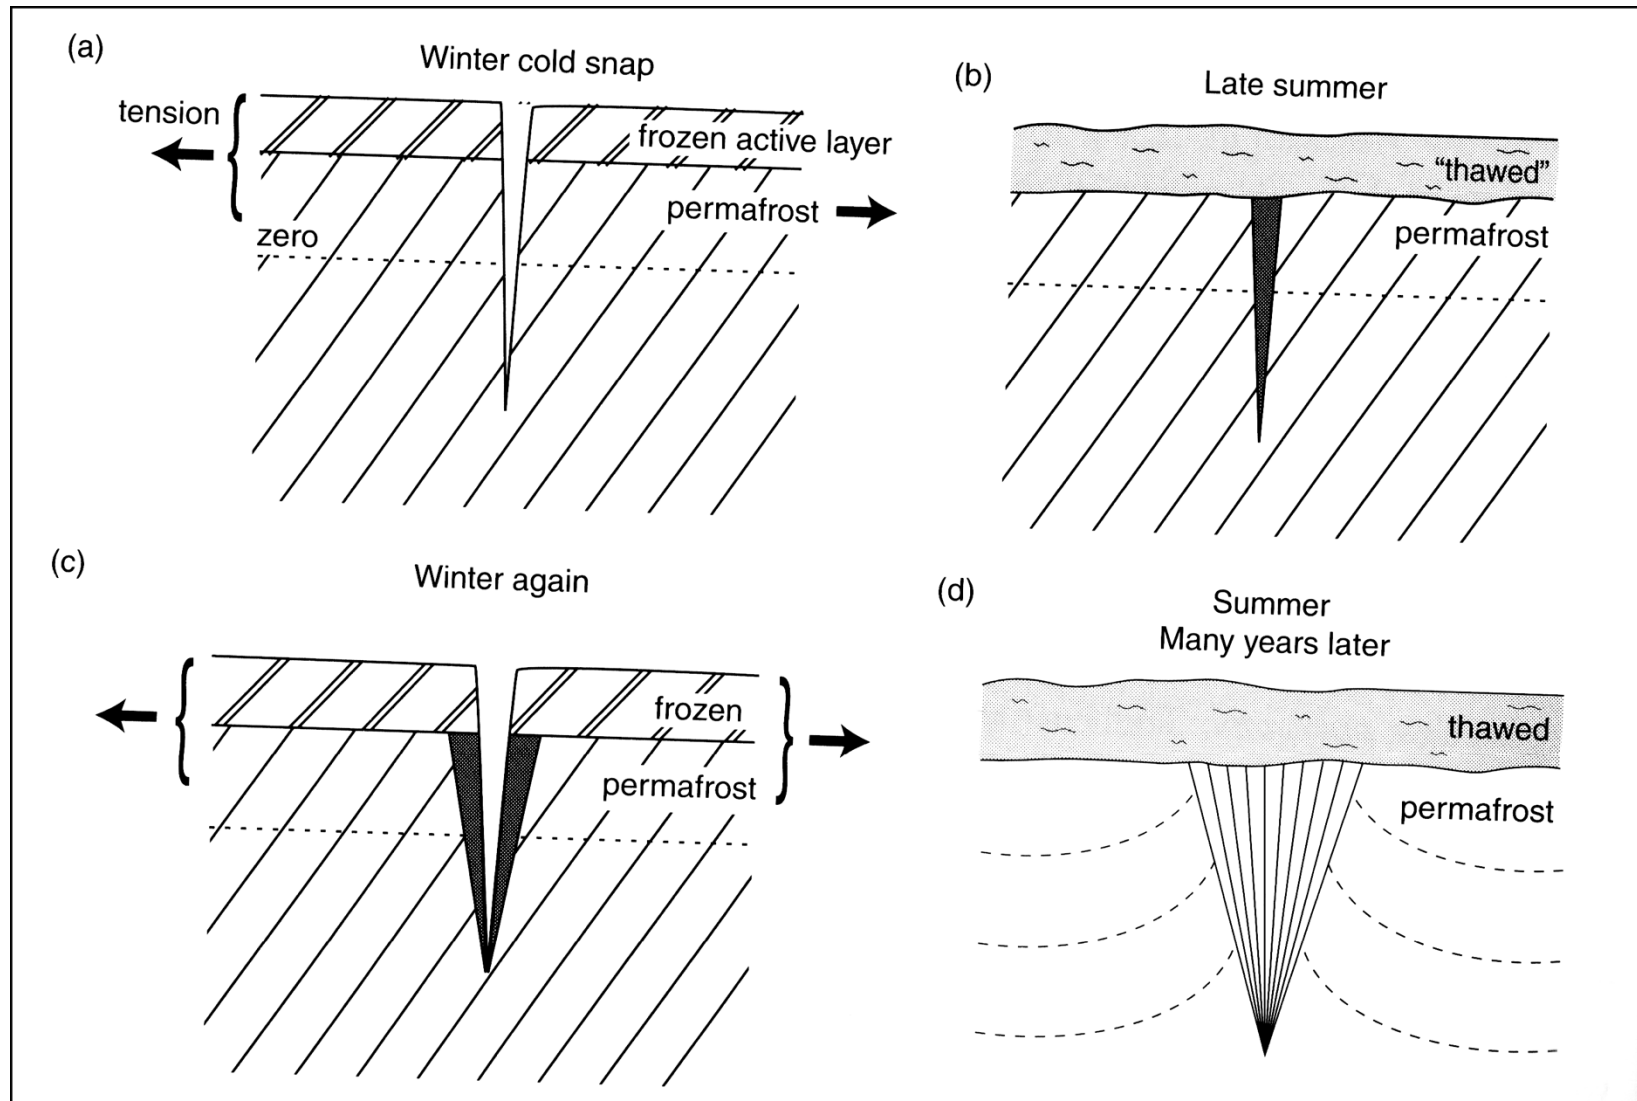 (a)
Winter cold snap
tension
frozen active layer
permafrost
zero
(b)
Late summer
“thawed”
permafrost
(c)
Winter again
frozen
permafrost
(d)
Summer
Many years later
thawed
permafrost